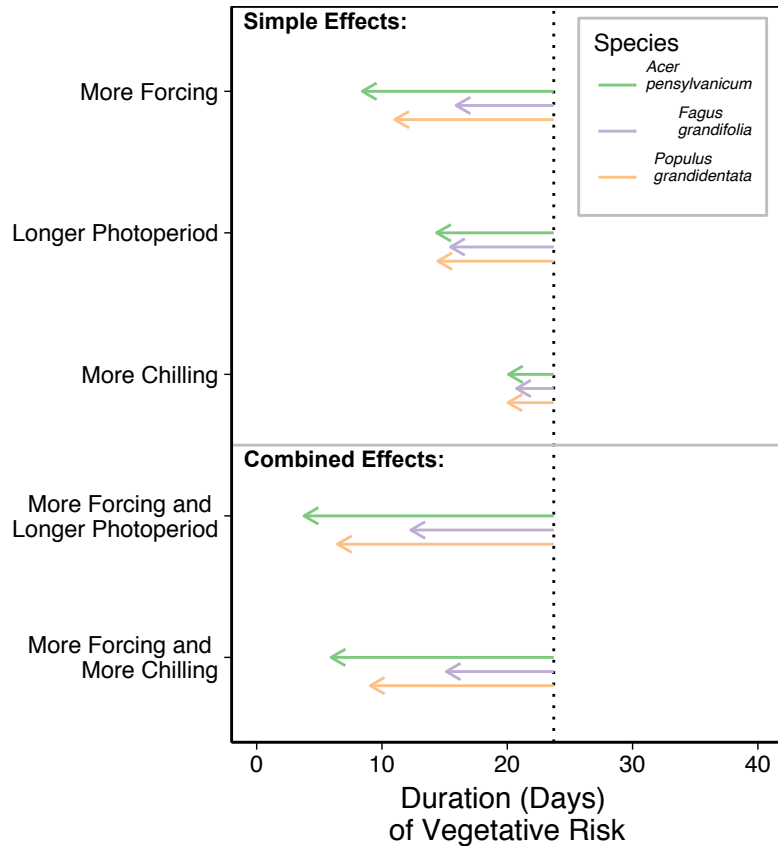 Simple Effects:
Species
Acer
pensylvanicum
Fagus
grandifolia
Populus
grandidentata
More Forcing
Longer Photoperiod
More Chilling
Combined Effects:
More Forcing and
Longer Photoperiod
More Forcing and
More Chilling
0 10 20 30 40
Duration (Days)
of Vegetative Risk